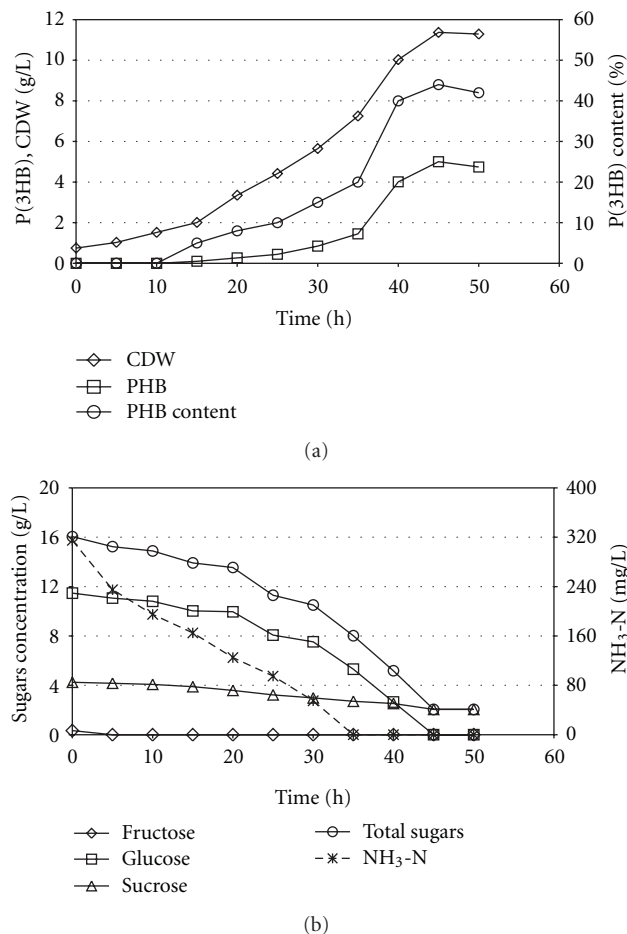 P(3HB), CDW (g/L)
12
10
8
6
4
2
0
60
50
40
30
20
10
0
P(3HB) content (%)
0 10 20 30 40 50 60
Time (h)
CDW
PHB
PHB content
(a)
Sugars concentration (g/L)
20
16
12
8
4
0
400
320
240
160
80
0
NH₃-N (mg/L)
0 10 20 30 40 50 60
Time (h)
Fructose
Glucose
Sucrose
Total sugars
NH₃-N
(b)